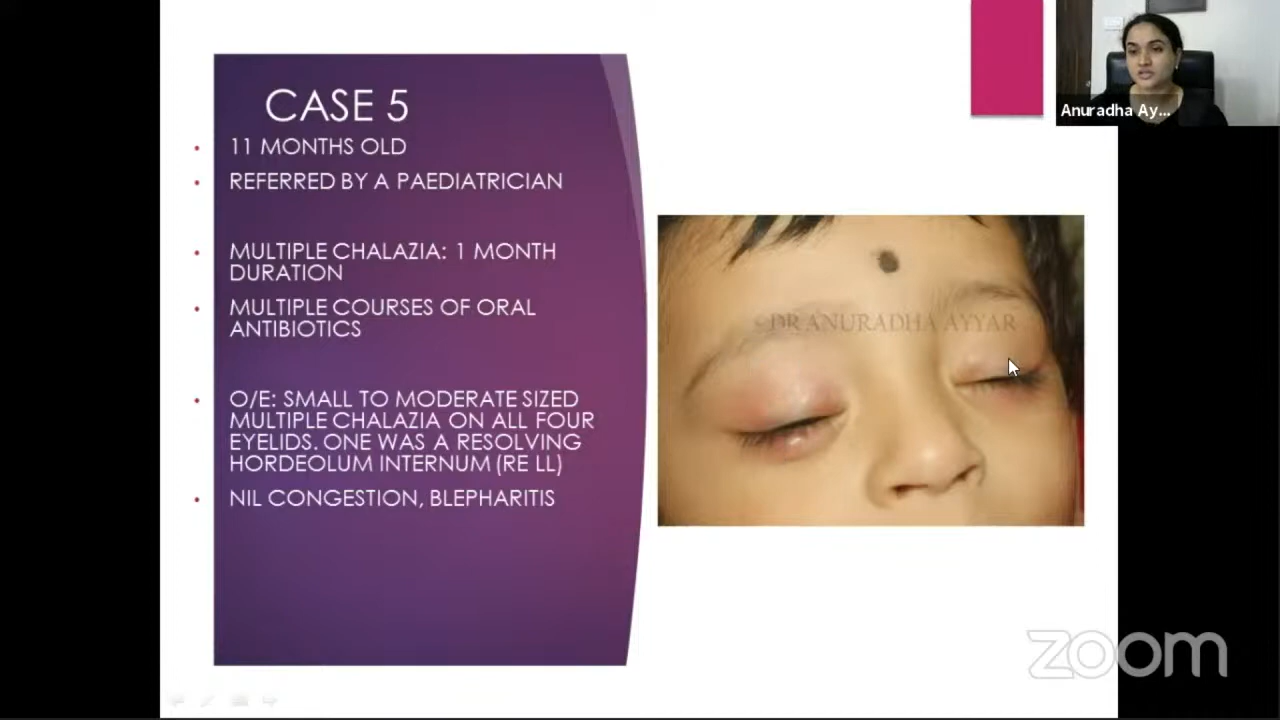 CASE 5
11 MONTHS OLD
REFERRED BY A PAEDIATRICIAN
MULTIPLE CHALAZIA: 1 MONTH
DURATION
MULTIPLE COURSES OF ORAL
ANTIBIOTICS
O/E: SMALL TO MODERATE SIZED
MULTIPLE CHALAZIA ON ALL FOUR
EYELIDS. ONE WAS A RESOLVING
HORDEOLUM INTERNUM (RE LL)
NIL CONGESTION, BLEPHARITIS
©DR ANURADHA AYYAR
Anuradha Ay...
zoom